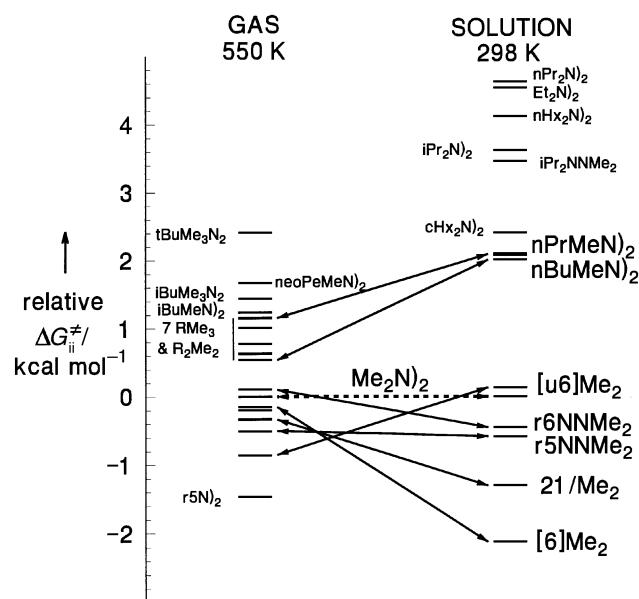 GAS
550 K
SOLUTION
298 K
nPr₂N)₂
Et₂N)₂
nHx₂N)₂
iPr₂N)₂
iPr₂NNMe₂
cHx₂N)₂
nPrMeN)₂
nBuMeN)₂
tBuMe₃N₂
neoPeMeN)₂
iBuMe₃N₂
iBuMeN)₂
7 RMe₃
& R₂Me₂
relative
ΔG≠ii/
kcal mol⁻¹
4
3
2
1
0
−1
−2
Me₂N)₂
[u6]Me₂
r6NNMe₂
r5NNMe₂
21/Me₂
[6]Me₂
r5N)₂